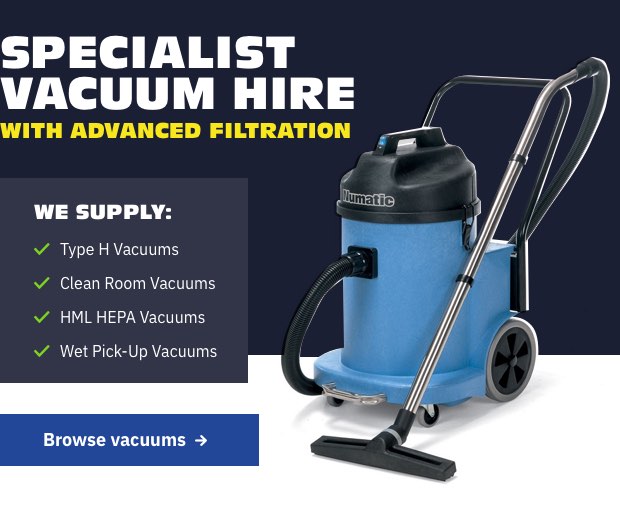 SPECIALIST
VACUUM HIRE
WITH ADVANCED FILTRATION
WE SUPPLY:
Type H Vacuums
Clean Room Vacuums
HML HEPA Vacuums
Wet Pick-Up Vacuums
Browse vacuums →
Numatic